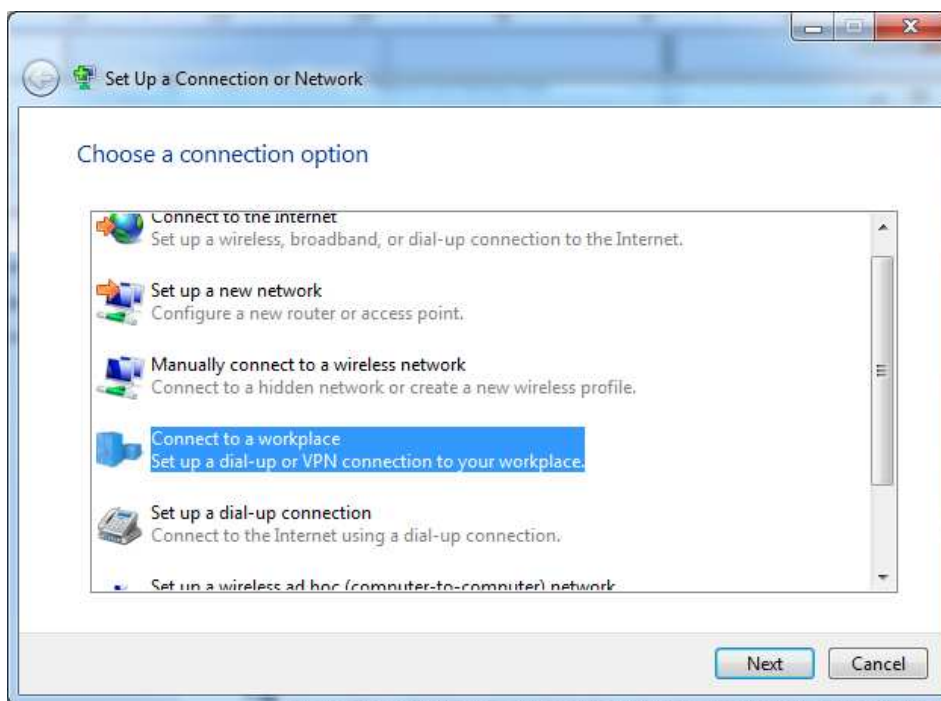 Set Up a Connection or Network
Choose a connection option
Connect to the Internet
Set up a wireless, broadband, or dial-up connection to the Internet.
Set up a new network
Configure a new router or access point.
Manually connect to a wireless network
Connect to a hidden network or create a new wireless profile.
Connect to a workplace
Set up a dial-up or VPN connection to your workplace.
Set up a dial-up connection
Connect to the Internet using a dial-up connection.
Set up a wireless ad hoc (computer-to-computer) network
Next Cancel